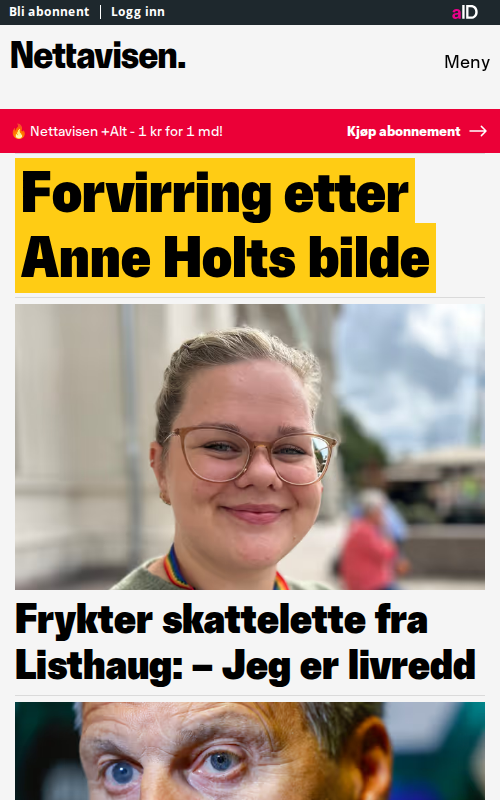 Bli abonnent | Logg inn
aID
Nettavisen.
Meny
🔥 Nettavisen +Alt - 1 kr for 1 md!
Kjøp abonnement →
Forvirring etter
Anne Holts bilde
Frykter skattelette fra
Listhaug: – Jeg er livredd